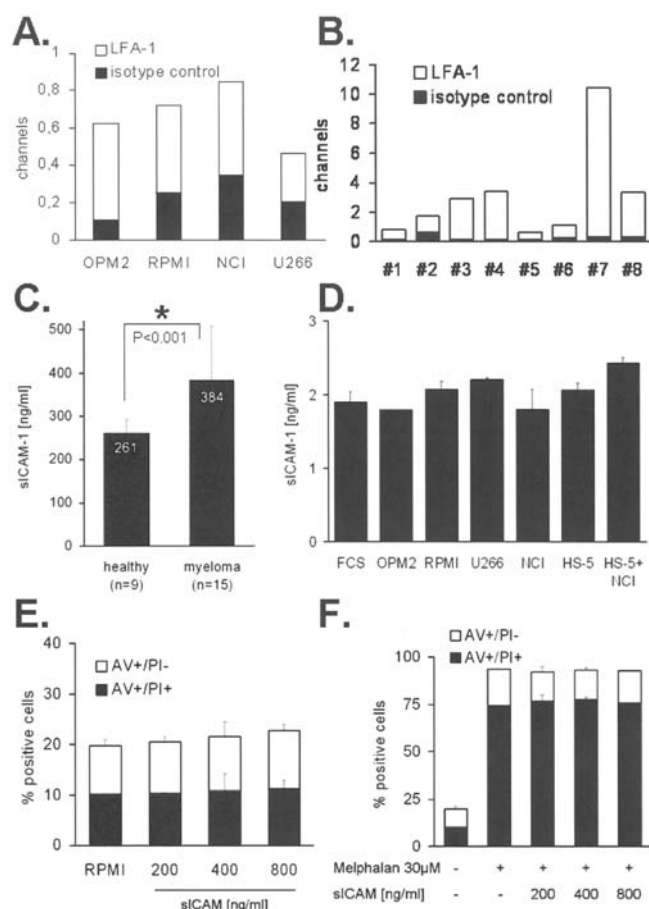 A.
LFA-1
isotype control
channels
1
0,8
0,6
0,4
0,2
0
OPM2 RPMI NCI U266
B.
LFA-1
isotype control
channels
12
10
8
6
4
2
0
#1 #2 #3 #4 #5 #6 #7 #8
C.
*
P<0.001
sICAM-1 [ng/ml]
500
400
300
200
100
0
261
384
healthy myeloma
(n=9) (n=15)
D.
sICAM-1 [ng/ml]
3
2
1
0
FCS OPM2 RPMI U266 NCI HS-5 HS-5+
NCI
E.
AV+/PI-
AV+/PI+
% positive cells
40
30
20
10
0
RPMI 200 400 800
sICAM [ng/ml]
F.
AV+/PI-
AV+/PI+
% positive cells
100
75
50
25
0
Melphalan 30µM - + + + +
sICAM [ng/ml] - - 200 400 800